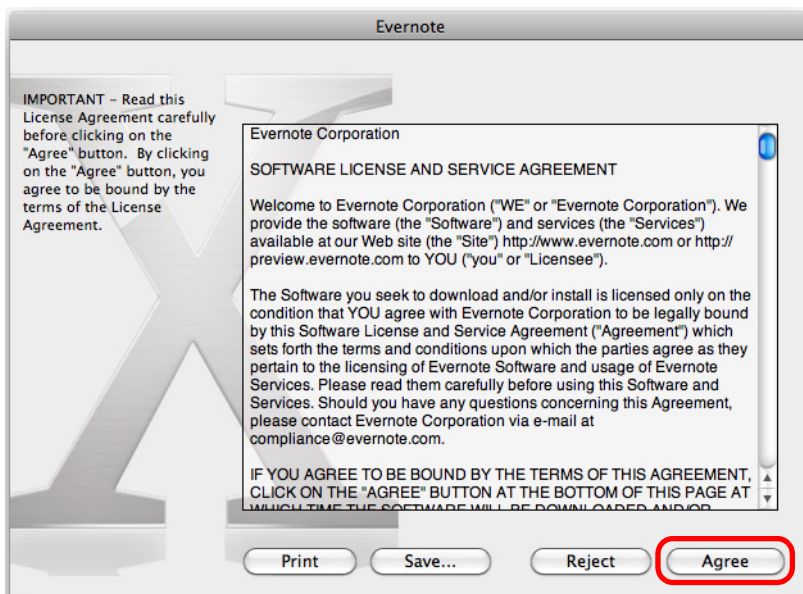 Evernote
IMPORTANT – Read this
License Agreement carefully
before clicking on the
"Agree" button. By clicking
on the "Agree" button, you
agree to be bound by the
terms of the License
Agreement.
Evernote Corporation
SOFTWARE LICENSE AND SERVICE AGREEMENT
Welcome to Evernote Corporation ("WE" or "Evernote Corporation"). We
provide the software (the "Software") and services (the "Services")
available at our Web site (the "Site") http://www.evernote.com or http://
preview.evernote.com to YOU ("you" or "Licensee").
The Software you seek to download and/or install is licensed only on the
condition that YOU agree with Evernote Corporation to be legally bound
by this Software License and Service Agreement ("Agreement") which
sets forth the terms and conditions upon which the parties agree as they
pertain to the licensing of Evernote Software and usage of Evernote
Services. Please read them carefully before using this Software and
Services. Should you have any questions concerning this Agreement,
please contact Evernote Corporation via e-mail at
compliance@evernote.com.
IF YOU AGREE TO BE BOUND BY THE TERMS OF THIS AGREEMENT,
CLICK ON THE "AGREE" BUTTON AT THE BOTTOM OF THIS PAGE AT
WHICH TIME THE SOFTWARE WILL BE DOWNLOADED AND/OR
Print
Save...
Reject
Agree